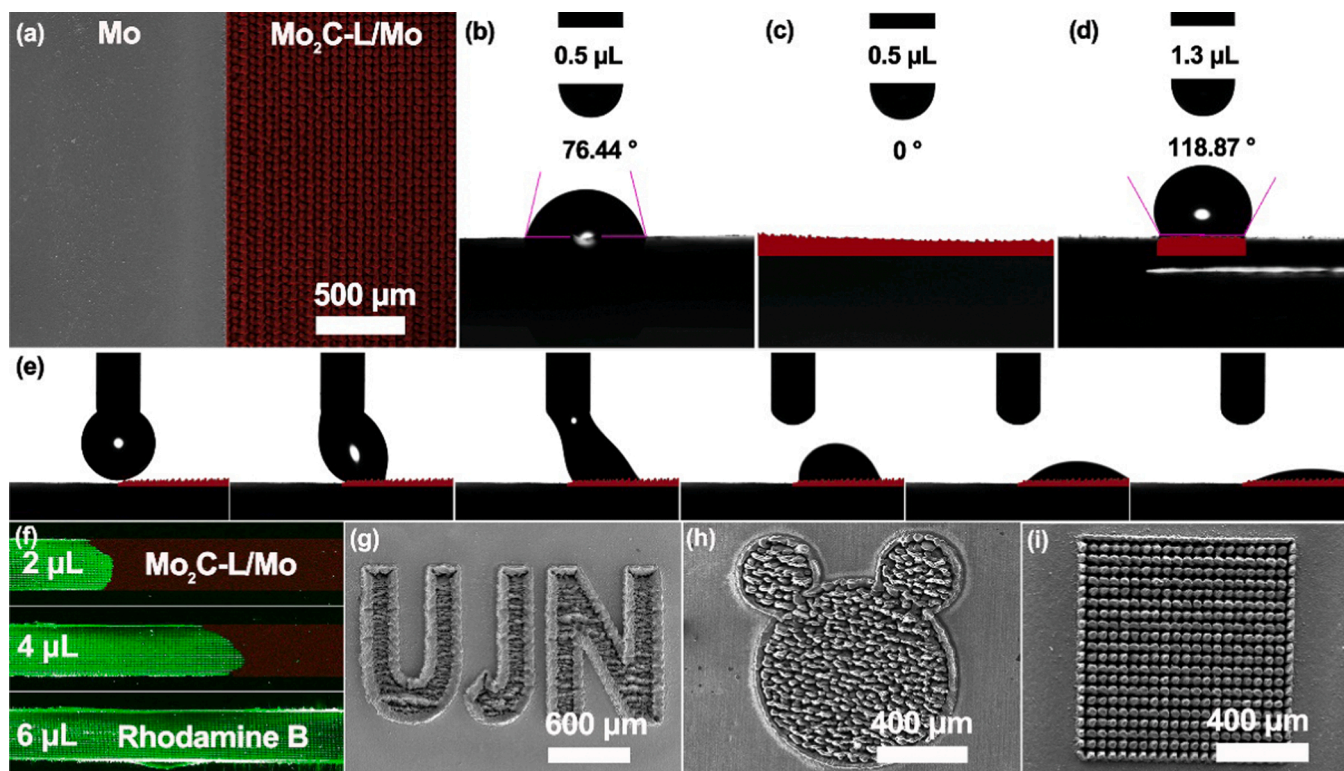 (a) Mo Mo₂C-L/Mo
500 µm
(b) 0.5 µL
76.44 °
(c) 0.5 µL
0 °
(d) 1.3 µL
118.87 °
(e)
(f)
2 µL Mo₂C-L/Mo
4 µL
6 µL Rhodamine B
(g)
UJN
600 µm
(h)
400 µm
(i)
400 µm